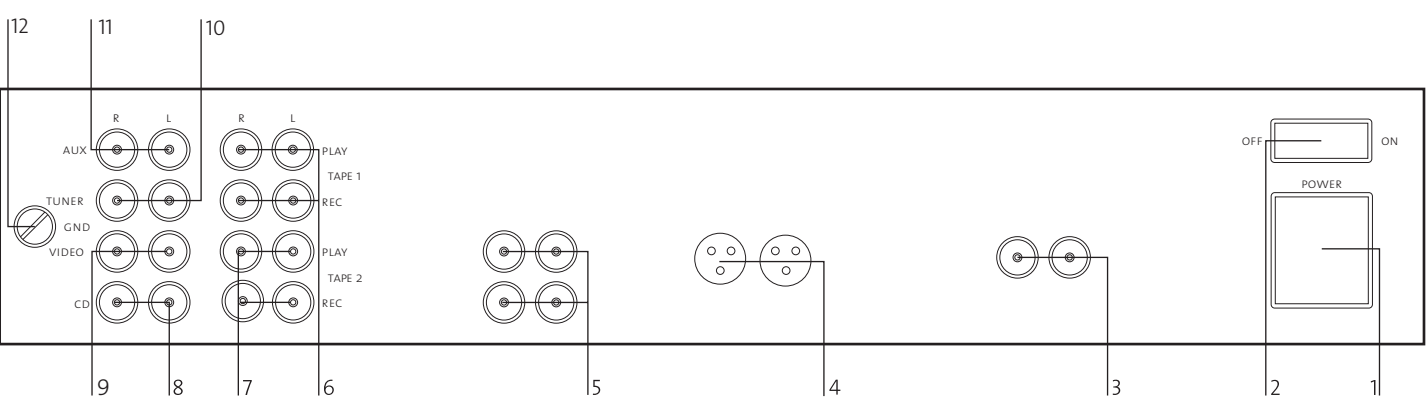 12 11 10
R L R L
AUX PLAY OFF ON
TAPE 1
POWER
TUNER REC
GND
VIDEO PLAY
TAPE 2
CD REC
9 8 7 6 5 4 3 2 1